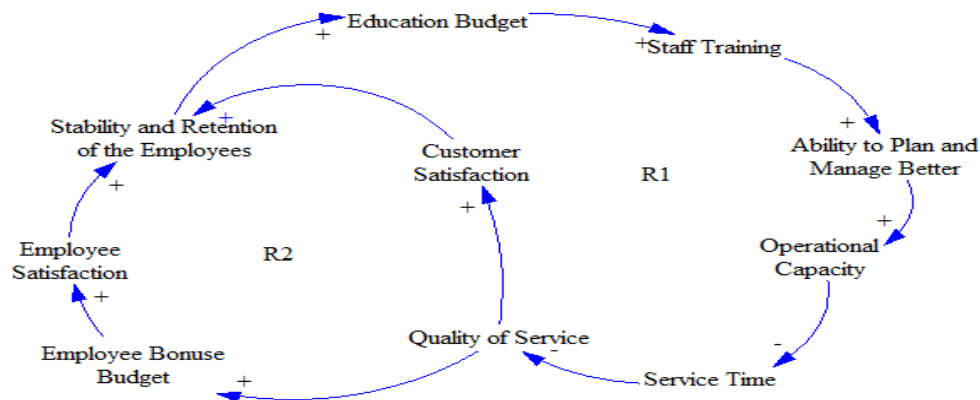 Education Budget
+
+
Staff Training
+
Stability and Retention
of the Employees
Customer
Satisfaction
+
Ability to Plan and
Manage Better
R1
+
+
+
Employee
Satisfaction
R2
Operational
Capacity
+
Quality of Service
-
-
Employee Bonuse
Budget
+
Service Time